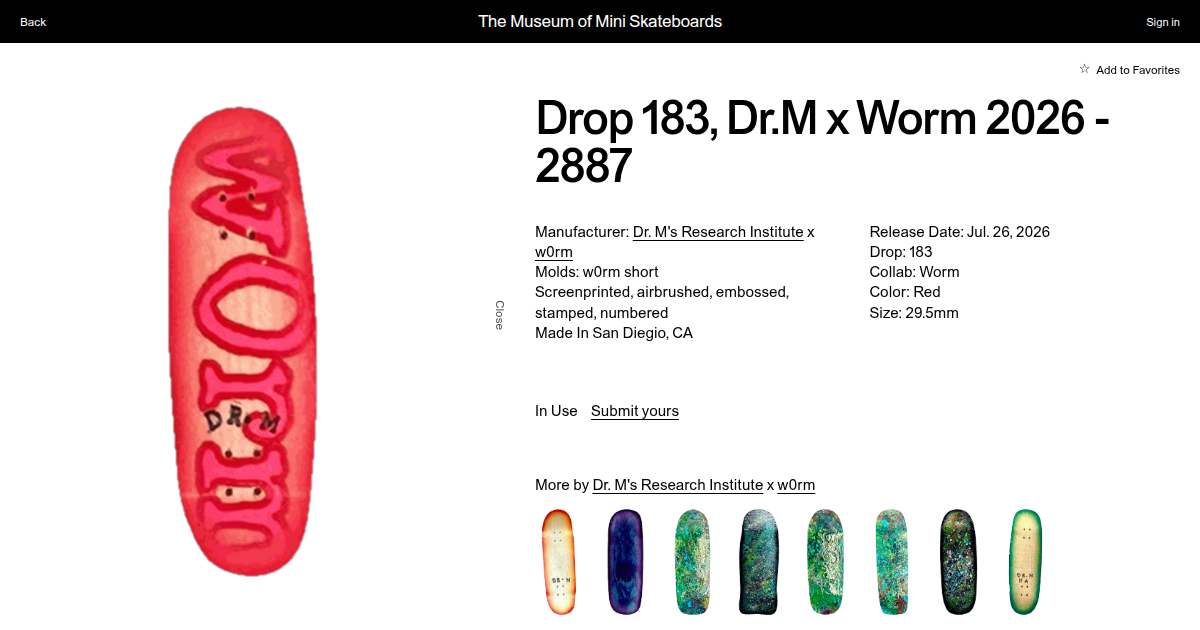 Back
The Museum of Mini Skateboards
Sign in
☆ Add to Favorites
Drop 183, Dr.M x Worm 2026 -
2887
Manufacturer: Dr. M's Research Institute x
w0rm
Molds: w0rm short
Screenprinted, airbrushed, embossed,
stamped, numbered
Made In San Diegio, CA
Release Date: Jul. 26, 2026
Drop: 183
Collab: Worm
Color: Red
Size: 29.5mm
Close
worm
DR.M
In Use Submit yours
More by Dr. M's Research Institute x w0rm